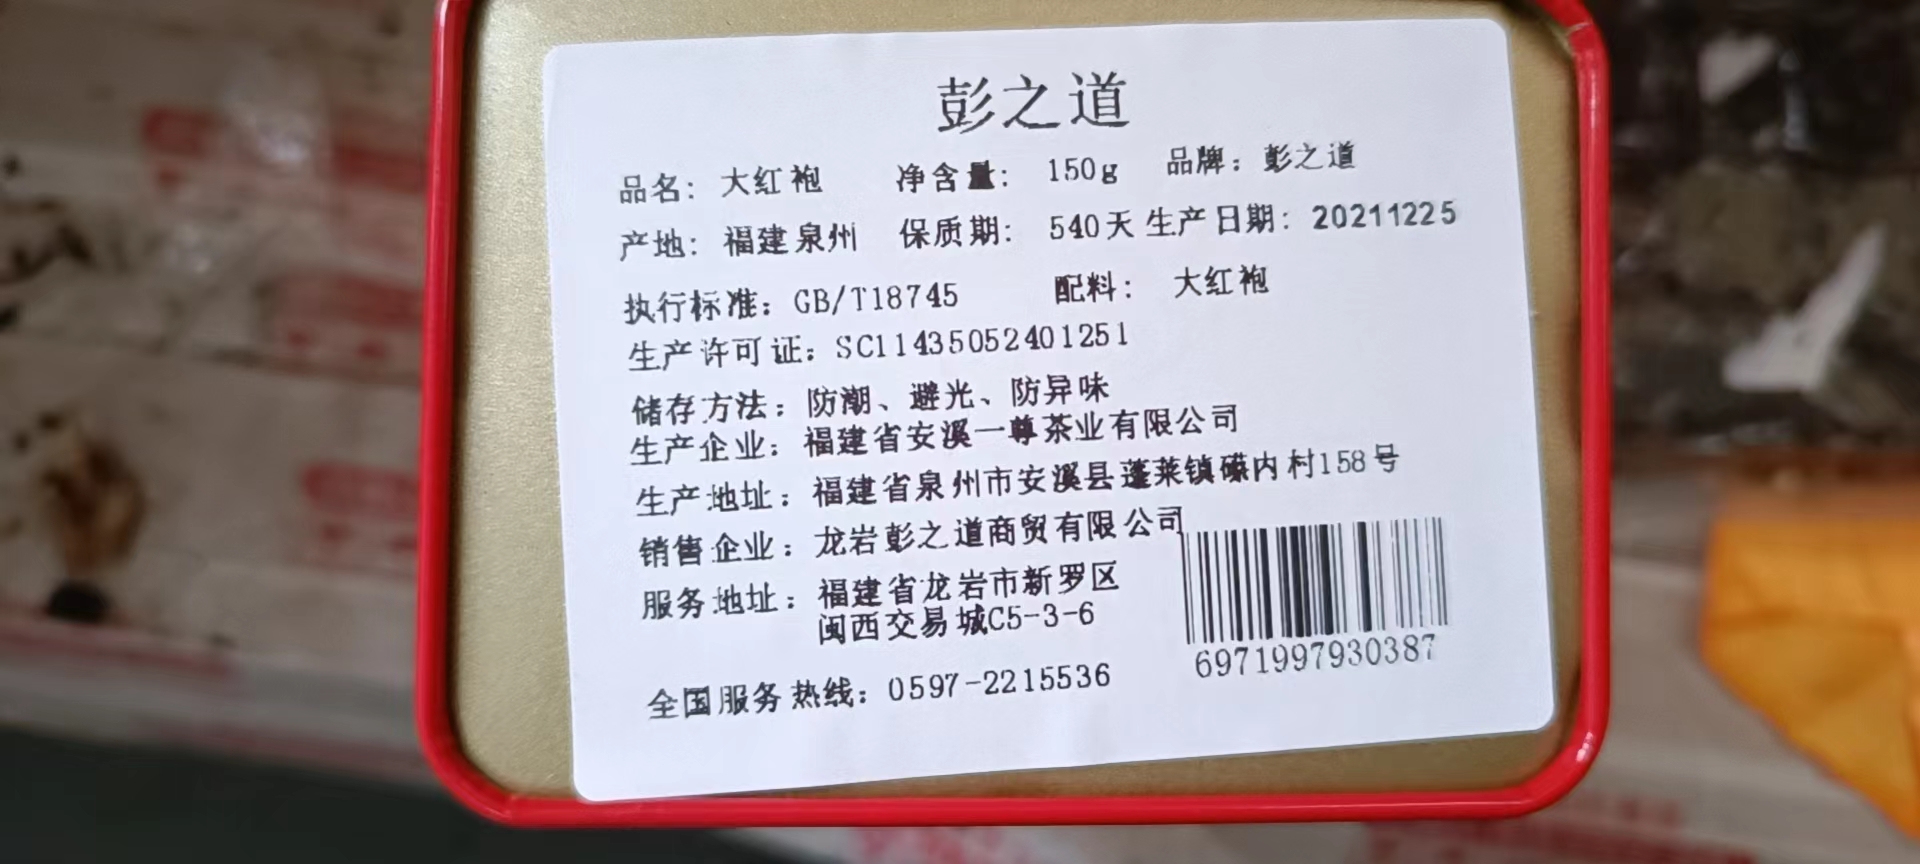 彭之道
品名: 大红袍 净含量: 150g 品牌: 彭之道
产地: 福建泉州 保质期: 540天 生产日期: 20211225
执行标准: GB/T18745 配料: 大红袍
生产许可证: SC11435052401251
储存方法: 防潮、避光、防异味
生产企业: 福建省安溪一尊茶业有限公司
生产地址: 福建省泉州市安溪县蓬莱镇礤内村158号
销售企业: 龙岩彭之道商贸有限公司
服务地址: 福建省龙岩市新罗区
闽西交易城C5-3-6
6971997930387
全国服务热线: 0597-2215536